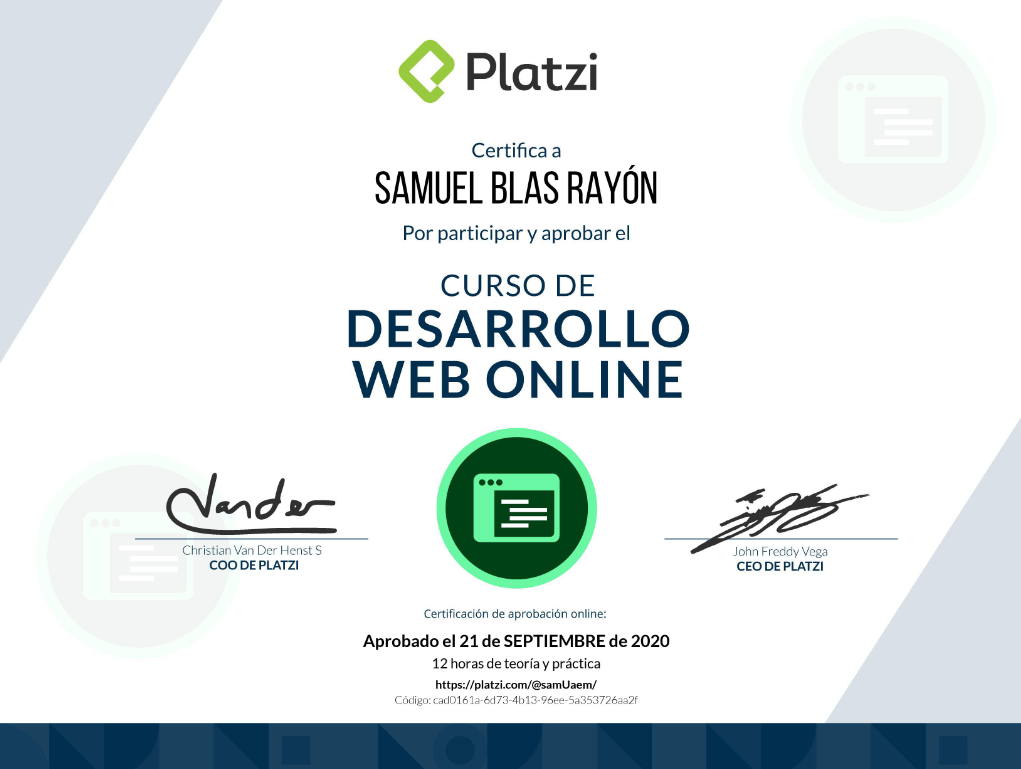 Platzi
Certifica a
SAMUEL BLAS RAYÓN
Por participar y aprobar el
CURSO DE
DESARROLLO
WEB ONLINE
Vander
Christian Van Der Henst S
COO DE PLATZI
John Freddy Vega
CEO DE PLATZI
Certificación de aprobación online:
Aprobado el 21 de SEPTIEMBRE de 2020
12 horas de teoría y práctica
https://platzi.com/@samUaem/
Código: cad0161a-6d73-4b13-96ee-5a353726aa2f